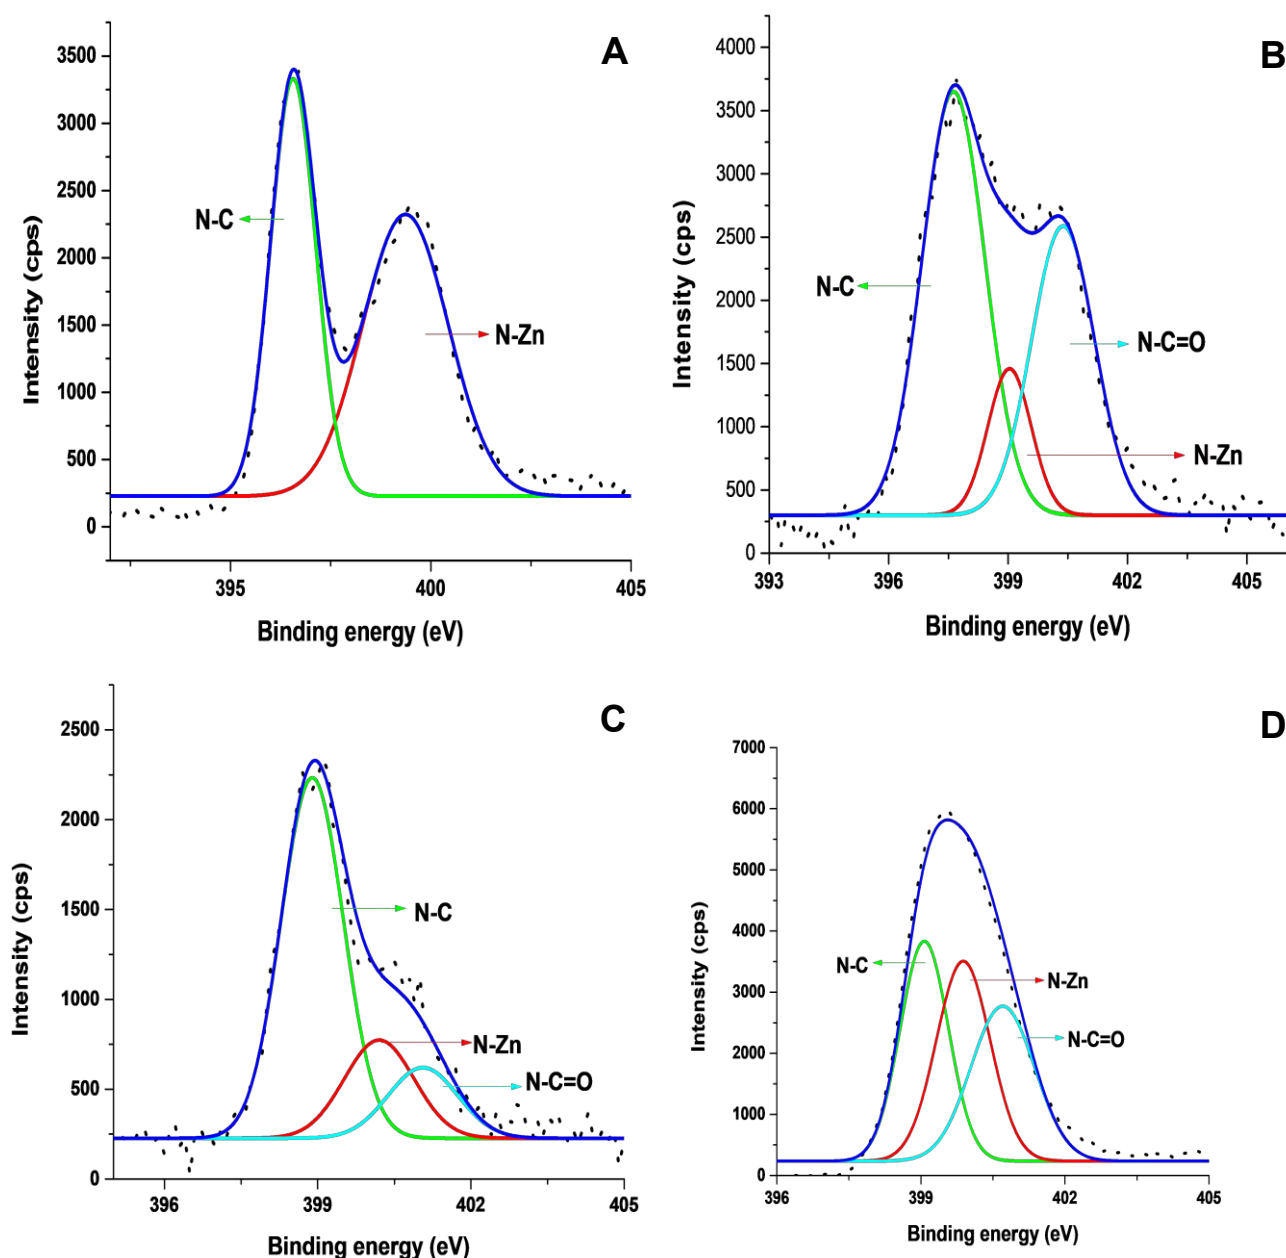 A
3500
3000
2500
2000
1500
1000
500
0
N-C
N-Zn
395
400
405
Intensity (cps)
Binding energy (eV)
B
4000
3500
3000
2500
2000
1500
1000
500
0
N-C
N-C=O
N-Zn
393
396
399
402
405
Intensity (cps)
Binding energy (eV)
C
2500
2000
1500
1000
500
0
N-C
N-Zn
N-C=O
396
399
402
405
Intensity (cps)
Binding energy (eV)
D
7000
6000
5000
4000
3000
2000
1000
0
N-C
N-Zn
N-C=O
396
399
402
405
Intensity (cps)
Binding energy (eV)